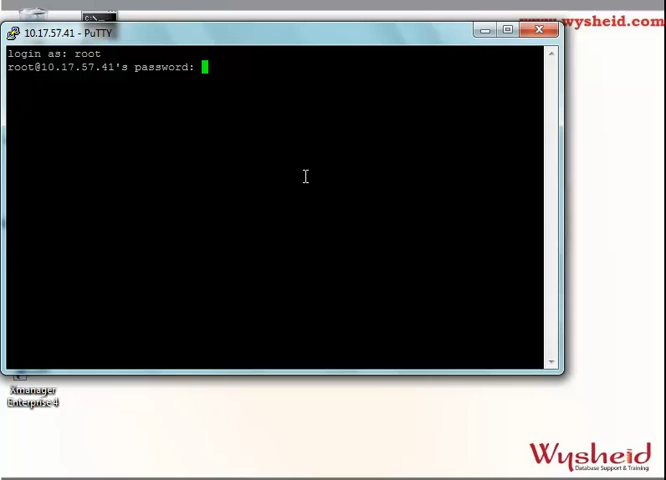 www.wysheid.com
10.17.57.41 - PuTTY
login as: root
root@10.17.57.41's password:
Xmanager
Enterprise 4
Wysheid
Database Support & Training